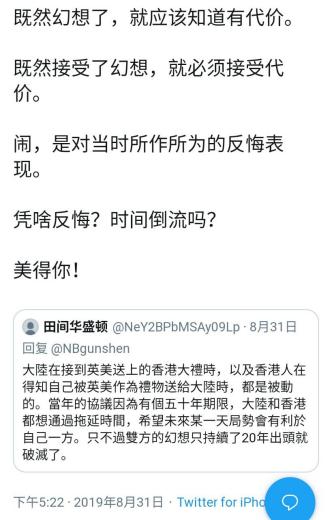 既然幻想了，就应该知道有代价。
既然接受了幻想，就必须接受代
价。
闹，是对当时所作所为的反悔表
现。
凭啥反悔？时间倒流吗？
美得你！
田间华盛顿 @NeY2BPbMSAy09Lp · 8月31日
回复 @NBgunshen
大陸在接到英美送上的香港大禮時，以及香港人在
得知自己被英美作為禮物送給大陸時，都是被動
的。當年的協議因為有個五十年期限，大陸和香港
都想通過拖延時間，希望未來某一天局勢會有利於
自己一方。只不過雙方的幻想只持續了20年出頭就
破滅了。
下午5:22 · 2019年8月31日 · Twitter for iPho